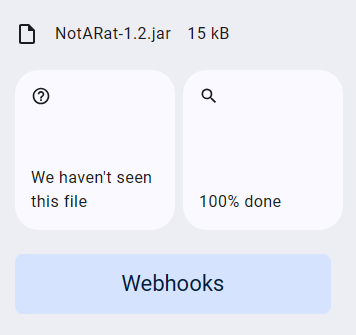 NotARat-1.2.jar 15 kB
We haven't seen
this file
100% done
Webhooks